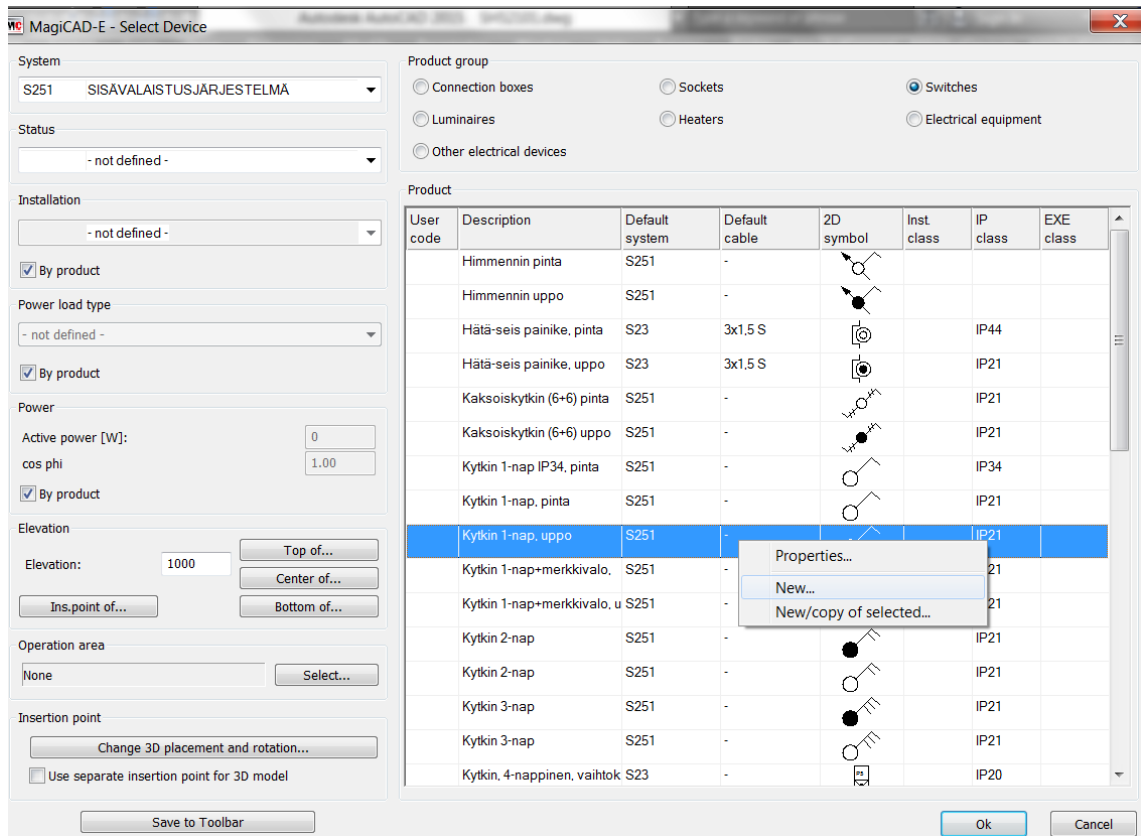 MC MagiCAD-E - Select Device
System
S251 SISÄVALAISTUSJÄRJESTELMÄ
Status
- not defined -
Installation
- not defined -
By product
Power load type
- not defined -
By product
Power
Active power [W]: 0
cos phi 1.00
By product
Elevation
Elevation: 1000
Top of...
Center of...
Ins.point of...
Bottom of...
Operation area
None
Select...
Insertion point
Change 3D placement and rotation...
Use separate insertion point for 3D model
Save to Toolbar
Product group
Connection boxes Sockets Switches
Luminaires Heaters Electrical equipment
Other electrical devices
Product
User code Description Default system Default cable 2D symbol Inst. class IP class EXE class
Himmennin pinta S251 -
Himmennin uppo S251 -
Hätä-seis painike, pinta S23 3x1,5 S IP44
Hätä-seis painike, uppo S23 3x1,5 S IP21
Kaksoiskytkin (6+6) pinta S251 - IP21
Kaksoiskytkin (6+6) uppo S251 - IP21
Kytkin 1-nap IP34, pinta S251 - IP34
Kytkin 1-nap, pinta S251 - IP21
Kytkin 1-nap, uppo S251 - IP21
Kytkin 1-nap+merkkivalo, S251 21
Kytkin 1-nap+merkkivalo, u S251 21
Kytkin 2-nap S251 - IP21
Kytkin 2-nap S251 - IP21
Kytkin 3-nap S251 - IP21
Kytkin 3-nap S251 - IP21
Kytkin, 4-nappinen, vaihtok S23 - IP20
Properties...
New...
New/copy of selected...
Ok Cancel